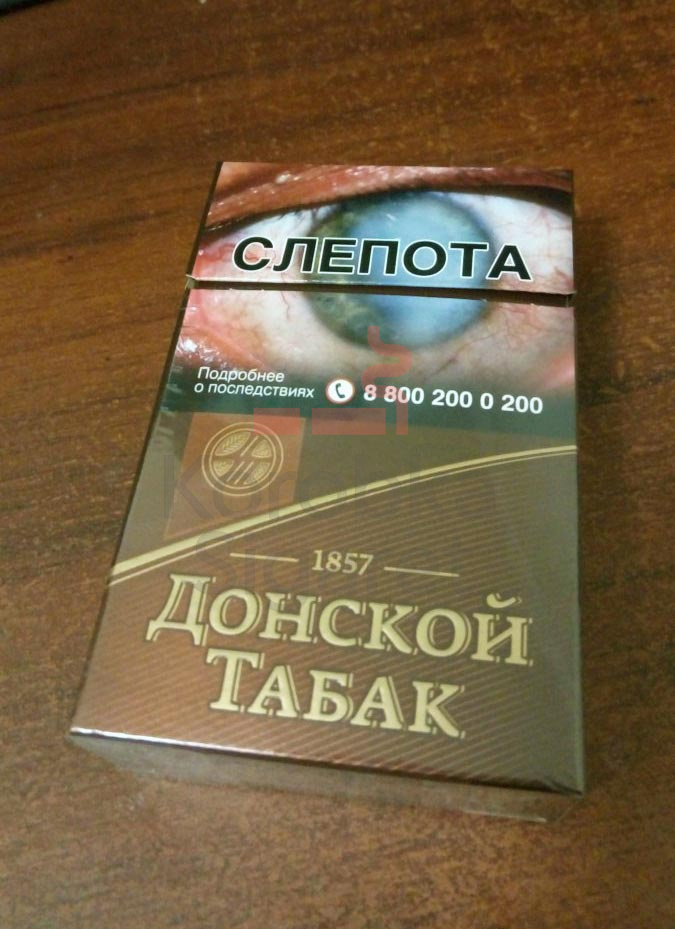 СЛЕПОТА
Подробнее
о последствиях 8 800 200 0 200
1857
ДОНСКОЙ
ТАБАК